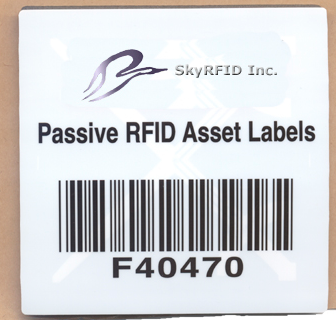 SkyRFID Inc.
Passive RFID Asset Labels
F40470